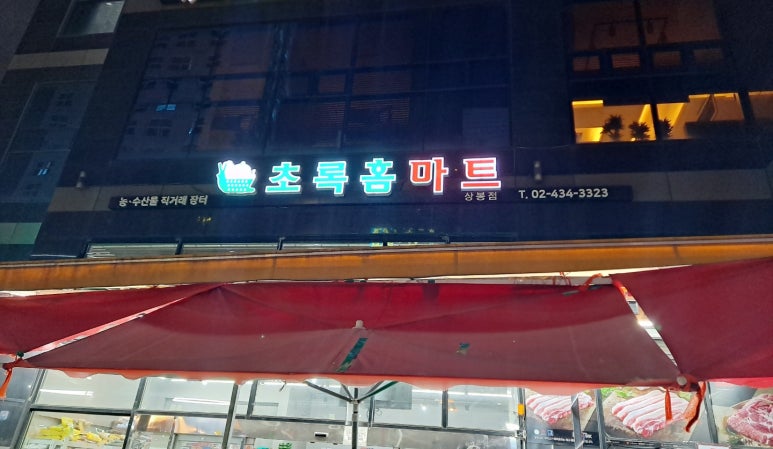 초록홈마트
농·수산물 직거래 장터
상봉점
T. 02-434-3323